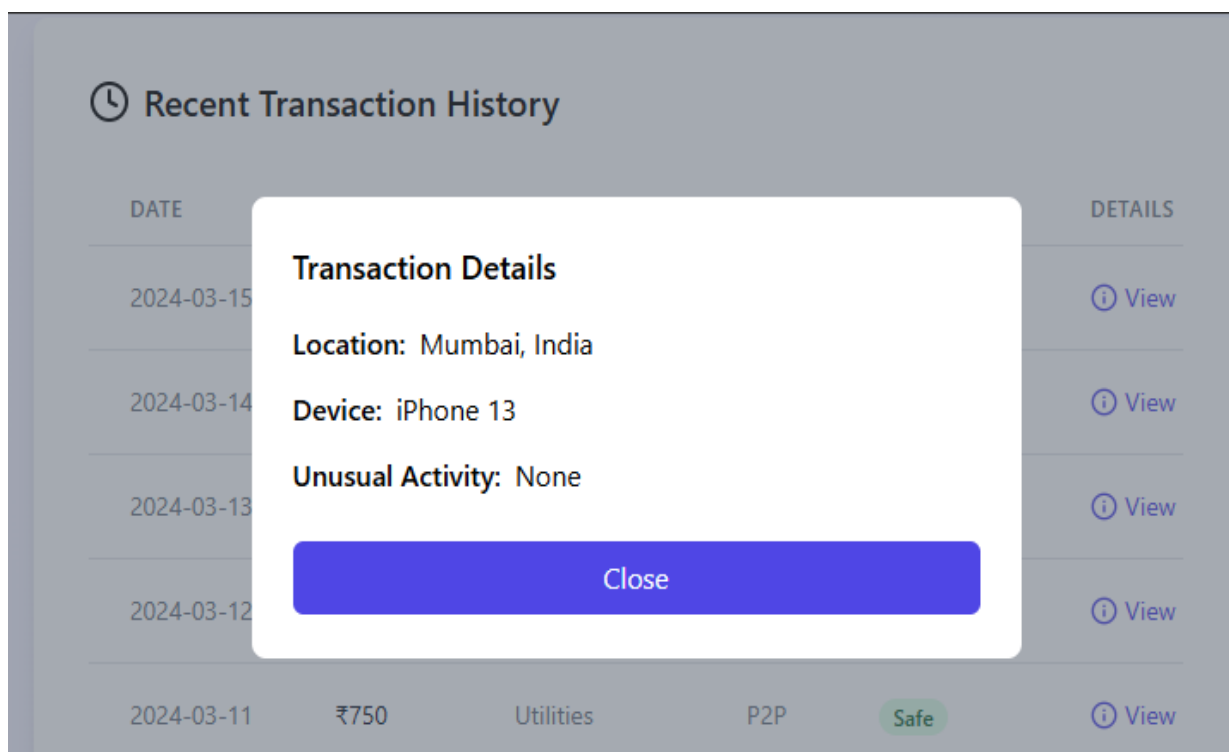 Recent Transaction History
DATE DETAILS
Transaction Details
2024-03-15 View
Location: Mumbai, India
2024-03-14 View
Device: iPhone 13
Unusual Activity: None
2024-03-13 View
Close
2024-03-12 View
2024-03-11 ₹750 Utilities P2P Safe View